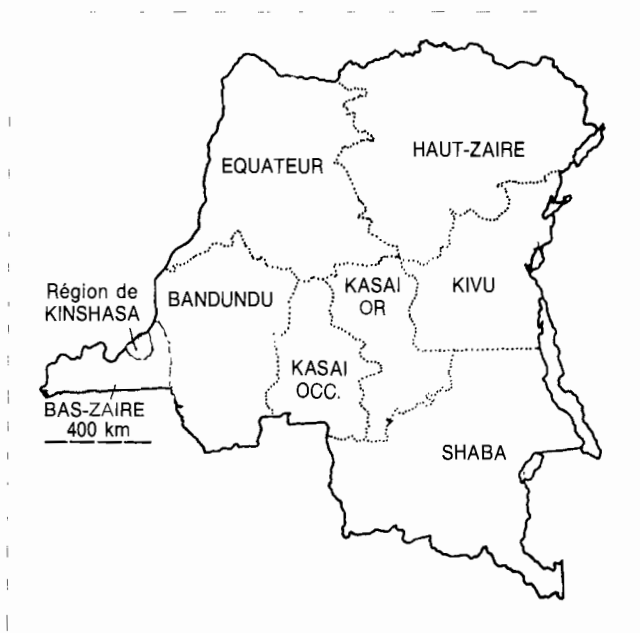 HAUT-ZAIRE
EQUATEUR
Région de
KINSHASA
BANDUNDU
KASAI
OR
KIVU
KASAI
OCC.
BAS-ZAIRE
400 km
SHABA